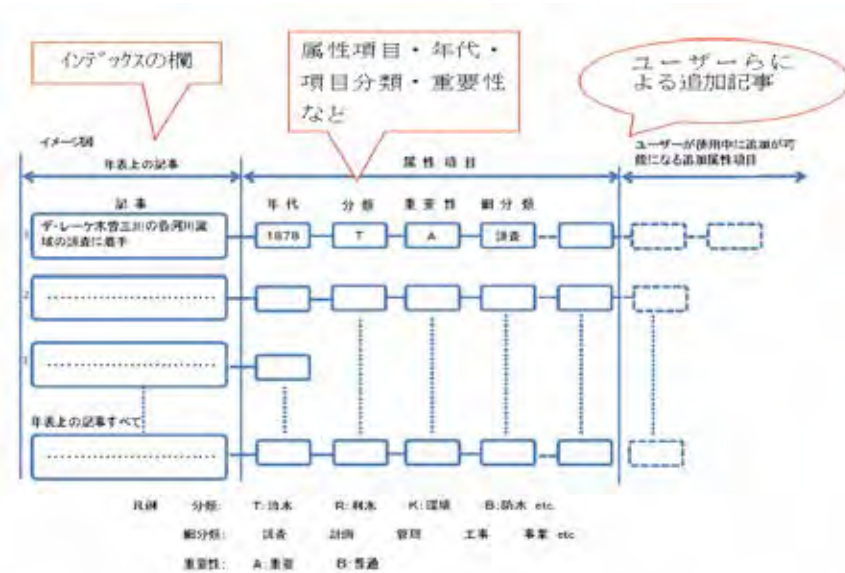 インデックスの欄
属性項目・年代・
項目分類・重要性
など
ユーザーらに
よる追加記事
イメージ図
年表上の記事
属性項目
ユーザーが使用中に追加が可
能になる追加属性項目
記事
年代 分類 重要性 細分類
1
デ・レーケ木曽三川の各河川流
域の調査に着手
1878 T A 調査
2
3
年表上の記事すべて
凡例 分類: T:治水 R:利水 K:環境 B:防水 etc.
細分類: 調査 計画 管理 工事 事業 etc
重要性: A:重要 B:普通